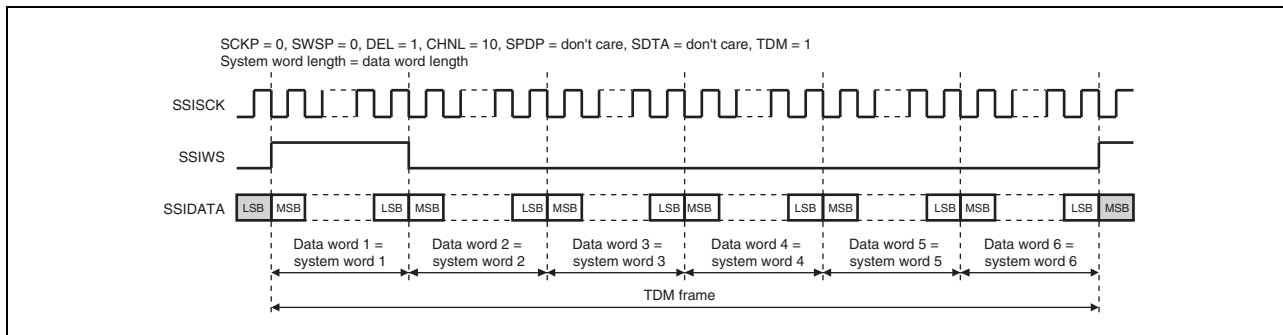 SCKP = 0, SWSP = 0, DEL = 1, CHNL = 10, SPDP = don't care, SDTA = don't care, TDM = 1
System word length = data word length
SSISCK
SSIWS
SSIDATA
LSB MSB LSB MSB LSB MSB LSB MSB LSB MSB LSB MSB LSB MSB
Data word 1 = Data word 2 = Data word 3 = Data word 4 = Data word 5 = Data word 6 =
system word 1 system word 2 system word 3 system word 4 system word 5 system word 6
TDM frame